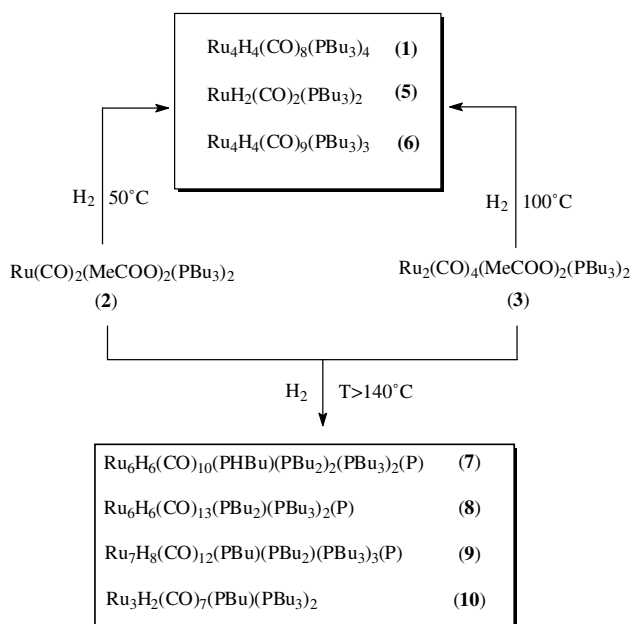 Ru₄H₄(CO)₈(PBu₃)₄ (1)
RuH₂(CO)₂(PBu₃)₂ (5)
Ru₄H₄(CO)₉(PBu₃)₃ (6)
H₂ 50°C
H₂ 100°C
Ru(CO)₂(MeCOO)₂(PBu₃)₂
(2)
Ru₂(CO)₄(MeCOO)₂(PBu₃)₂
(3)
H₂ T>140°C
Ru₆H₆(CO)₁₀(PHBu)(PBu₂)₂(PBu₃)₂(P) (7)
Ru₆H₆(CO)₁₃(PBu₂)(PBu₃)₂(P) (8)
Ru₇H₈(CO)₁₂(PBu)(PBu₂)(PBu₃)₃(P) (9)
Ru₃H₂(CO)₇(PBu)(PBu₃)₂ (10)